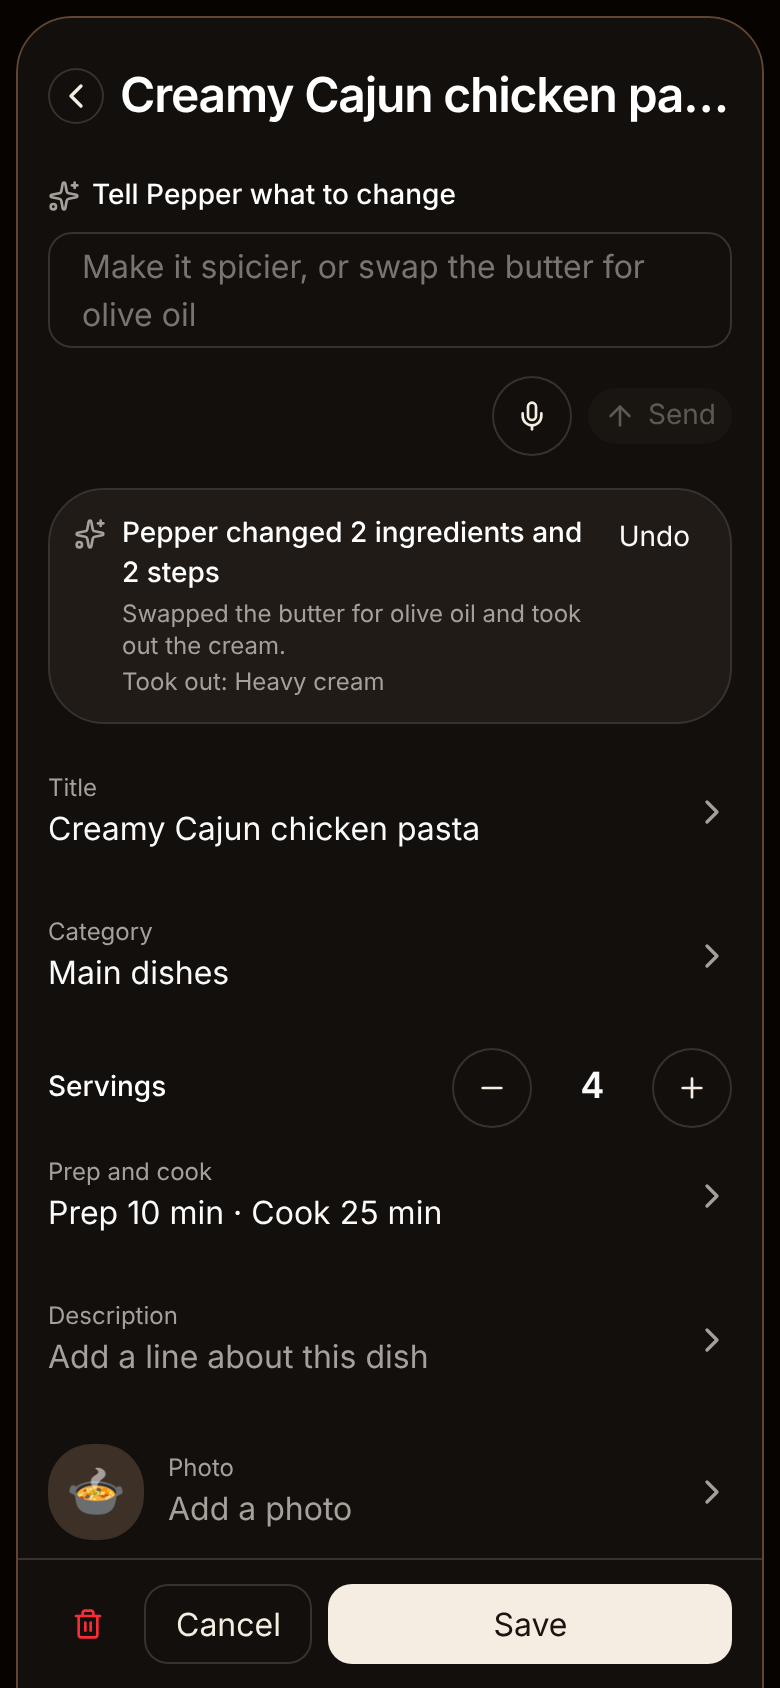 Creamy Cajun chicken pa...
Tell Pepper what to change
Make it spicier, or swap the butter for
olive oil
Send
Pepper changed 2 ingredients and
2 steps
Undo
Swapped the butter for olive oil and took
out the cream.
Took out: Heavy cream
Title
Creamy Cajun chicken pasta
Category
Main dishes
Servings
4
Prep and cook
Prep 10 min · Cook 25 min
Description
Add a line about this dish
Photo
Add a photo
Cancel
Save